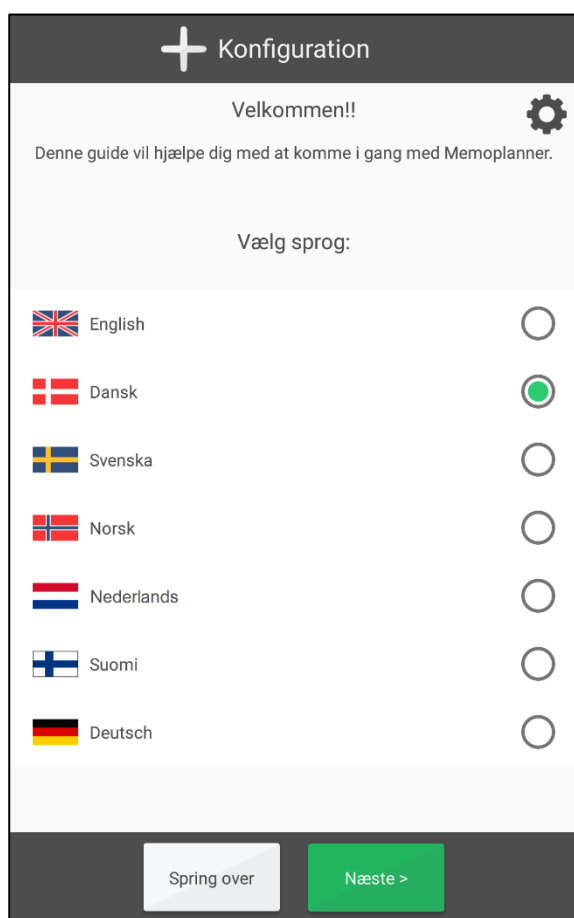 Konfiguration
Velkommen!!
Denne guide vil hjælpe dig med at komme i gang med Memoplanner.
Vælg sprog:
English
Dansk
Svenska
Norsk
Nederlands
Suomi
Deutsch
Spring over
Næste >